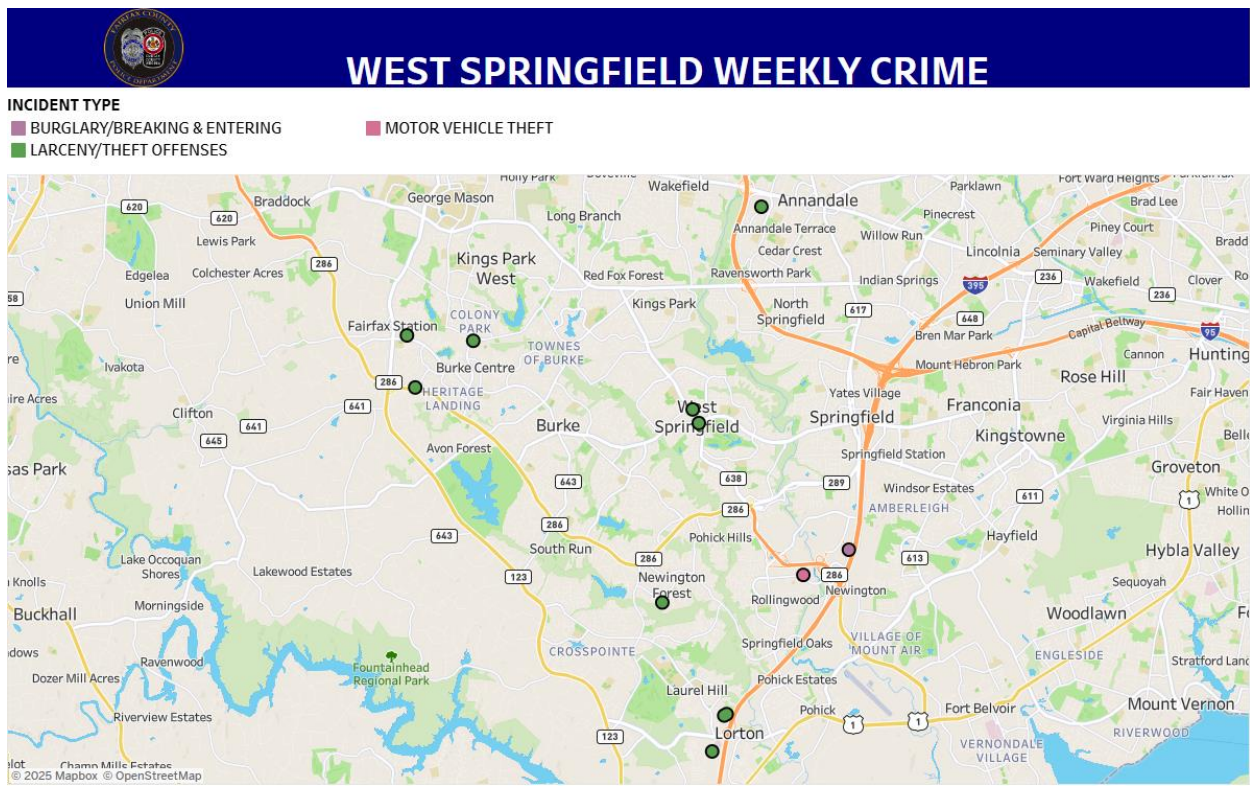 FAIRFAX COUNTY
POLICE DEPARTMENT
WEST SPRINGFIELD WEEKLY CRIME
INCIDENT TYPE
BURGLARY/BREAKING & ENTERING
MOTOR VEHICLE THEFT
LARCENY/THEFT OFFENSES
Holly Park
Fort Ward Heights
Wakefield
Parklawn
620
Braddock
George Mason
Annandale
Brad Lee
620
Long Branch
Pinecrest
Piney Court
Lewis Park
Annandale Terrace
Willow Run
Cedar Crest
Lincolnia
Seminary Valley
286
Kings Park
West
Edgelea
Colchester Acres
Red Fox Forest
Ravensworth Park
Indian Springs
395
236
Wakefield
Clover
236
Union Mill
Kings Park
North
Springfield
617
648
COLONY
PARK
Fairfax Station
Bren Mar Park
Capital Beltway
95
TOWNES
OF BURKE
Cannon
Ivakota
Burke Centre
Mount Hebron Park
Rose Hill
286
HERITAGE
LANDING
Yates Village
641
Franconia
Clifton
641
West
Springfield
Springfield
Virginia Hills
Burke
645
Kingstowne
Avon Forest
Springfield Station
Groveton
643
638
289
Windsor Estates
611
1
AMBERLEIGH
286
286
643
Pohick Hills
Hayfield
South Run
Hybla Valley
Lake Occoquan
Shores
286
613
Lakewood Estates
123
Newington
Forest
286
Sequoyah
Newington
Rollingwood
Buckhall
Morningside
Woodlawn
Springfield Oaks
VILLAGE OF
MOUNT AIR
CROSSPOINTE
ENGLESIDE
Ravenwood
Fountainhead
Regional Park
Dozer Mill Acres
Pohick Estates
Laurel Hill
Mount Vernon
Riverview Estates
Pohick
Fort Belvoir
1
1
123
Lorton
RIVERWOOD
VERNONDALE
VILLAGE
Champ Mills Estates
© 2025 Mapbox © OpenStreetMap